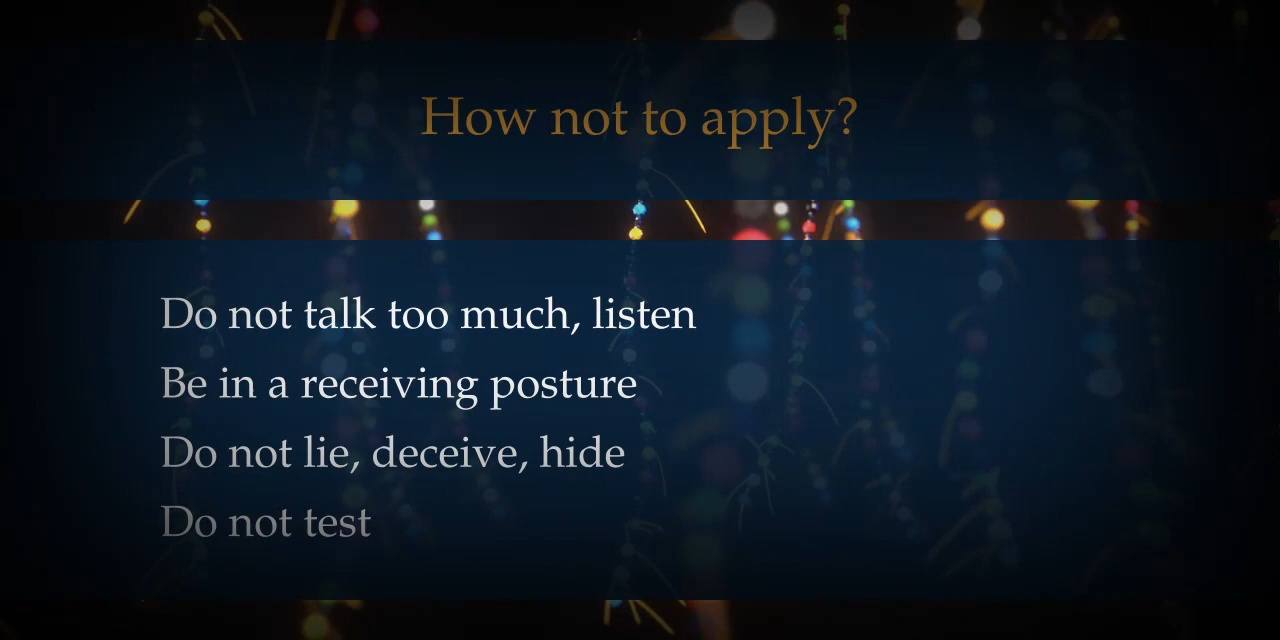 How not to apply?
Do not talk too much, listen
Be in a receiving posture
Do not lie, deceive, hide
Do not test